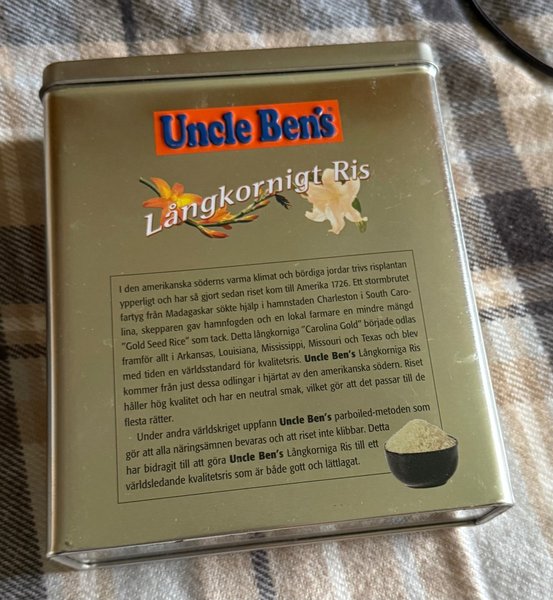 Uncle Ben's
Långkornigt Ris
I den amerikanska söderns varma klimat och bördiga jordar trivs risplantan
ypperligt och har så gjort sedan riset kom till Amerika 1726. Ett stormbrutet
fartyg från Madagaskar sökte hjälp i hamnstaden Charleston i South Caro-
lina, skepparen gav hamnfogden och en lokal farmare en mindre mängd
"Gold Seed Rice" som tack. Detta långkorniga "Carolina Gold" började odlas
framför allt i Arkansas, Louisiana, Mississippi, Missouri och Texas och blev
med tiden en världsstandard för kvalitetsris. Uncle Ben's Långkorniga Ris
kommer från just dessa odlingar i hjärtat av den amerikanska södern. Riset
håller hög kvalitet och har en neutral smak, vilket gör att det passar till de
flesta rätter.
Under andra världskriget uppfann Uncle Ben's parboiled-metoden som
gör att alla näringsämnen bevaras och att riset inte klibbar. Detta
har bidragit till att göra Uncle Ben's Långkorniga Ris till ett
världsledande kvalitetsris som är både gott och lättlagat.